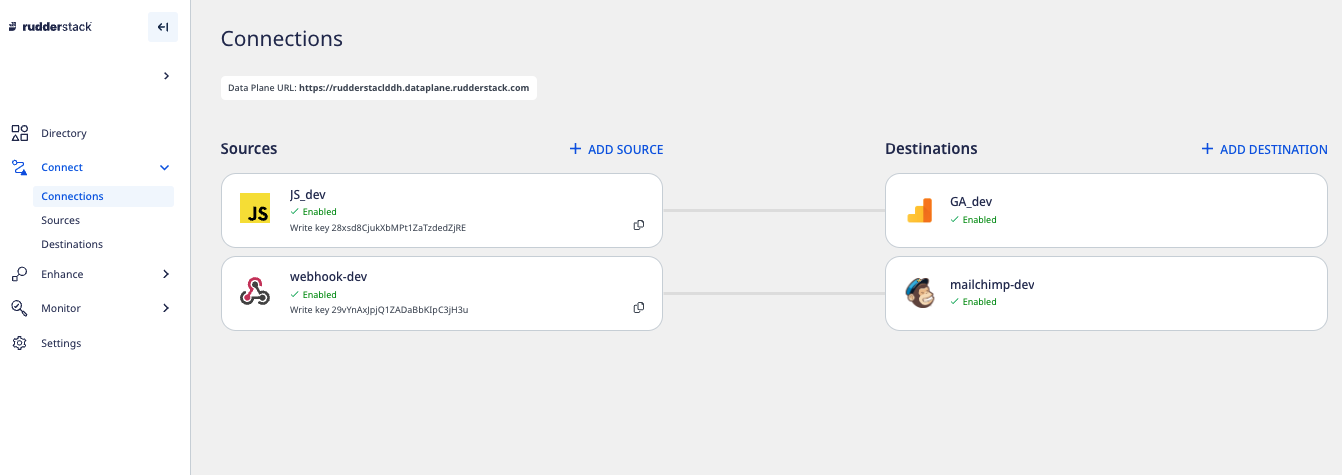 rudderstack
Directory
Connect
Connections
Sources
Destinations
Enhance
Monitor
Settings
Connections
Data Plane URL: https://rudderstaclddh.dataplane.rudderstack.com
Sources
+ ADD SOURCE
JS
JS_dev
✓ Enabled
Write key 28xsd8CjukXbMPt1ZaTzdedZjRE
webhook-dev
✓ Enabled
Write key 29vYnAxJpjQ1ZADaBbKIpC3jH3u
Destinations
+ ADD DESTINATION
GA_dev
✓ Enabled
mailchimp-dev
✓ Enabled